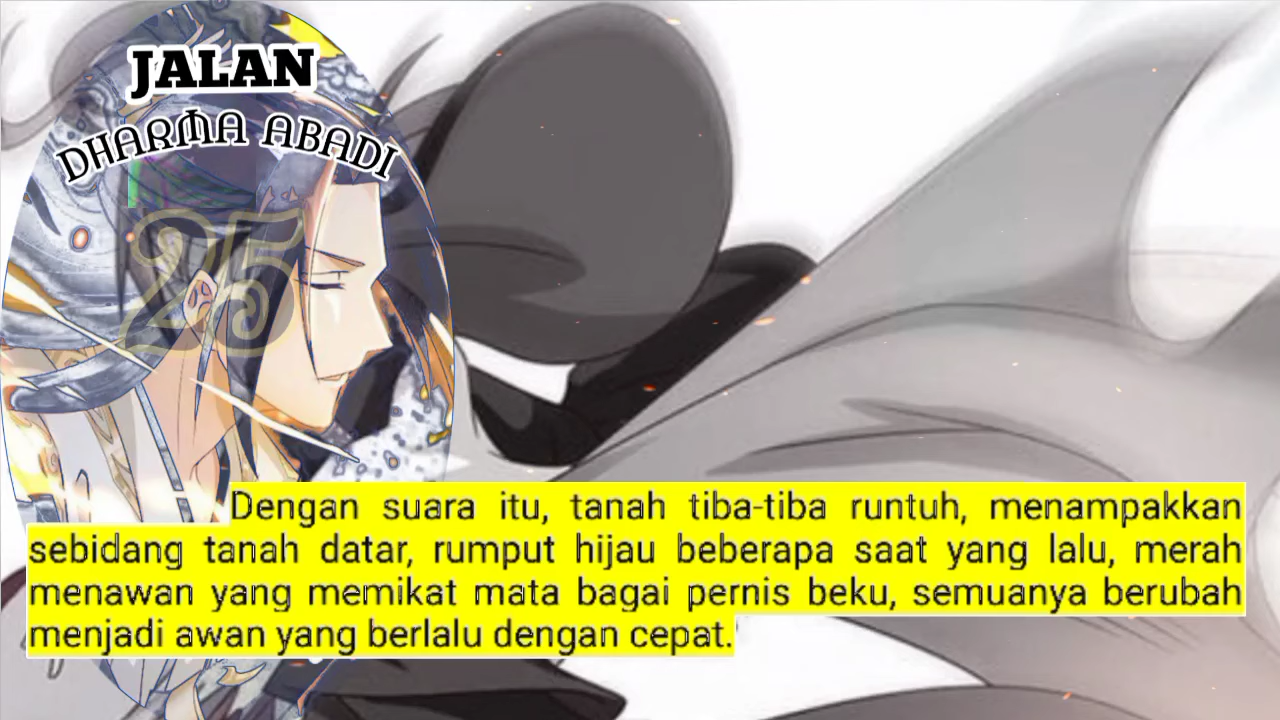 JALAN
DHARMA ABADI
25
Dengan suara itu, tanah tiba-tiba runtuh, menampakkan
sebidang tanah datar, rumput hijau beberapa saat yang lalu, merah
menawan yang memikat mata bagai pernis beku, semuanya berubah
menjadi awan yang berlalu dengan cepat.